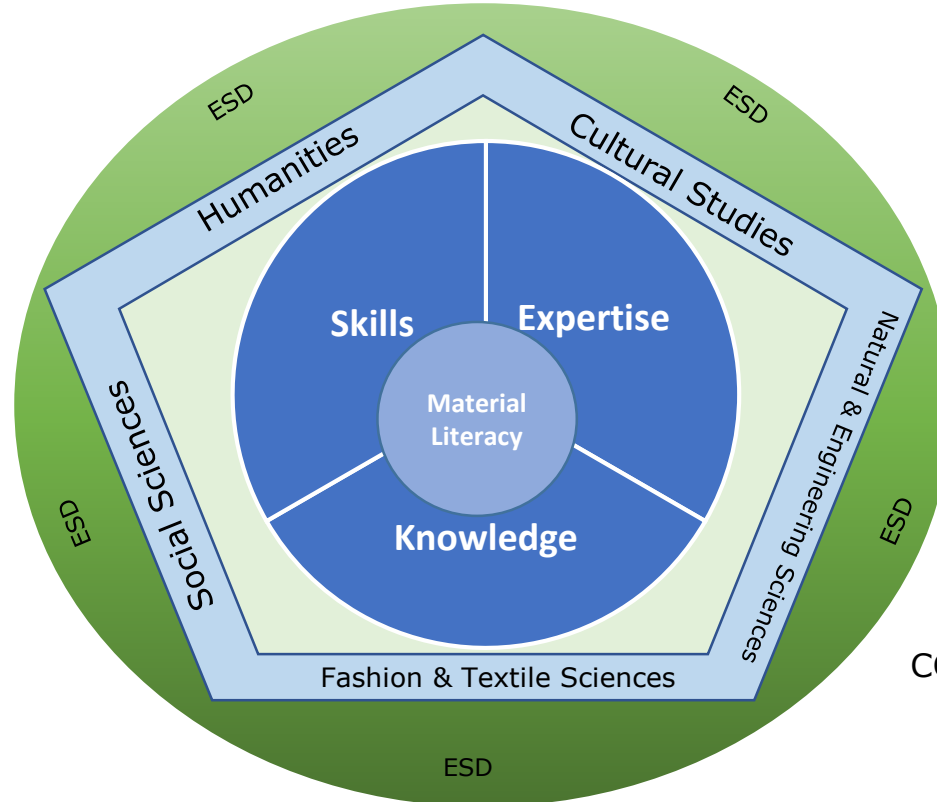 ESD
ESD
Humanities
Cultural Studies
Skills
Expertise
Material
Literacy
Knowledge
Social Sciences
Natural & Engineering Sciences
ESD
ESD
Fashion & Textile Sciences
ESD